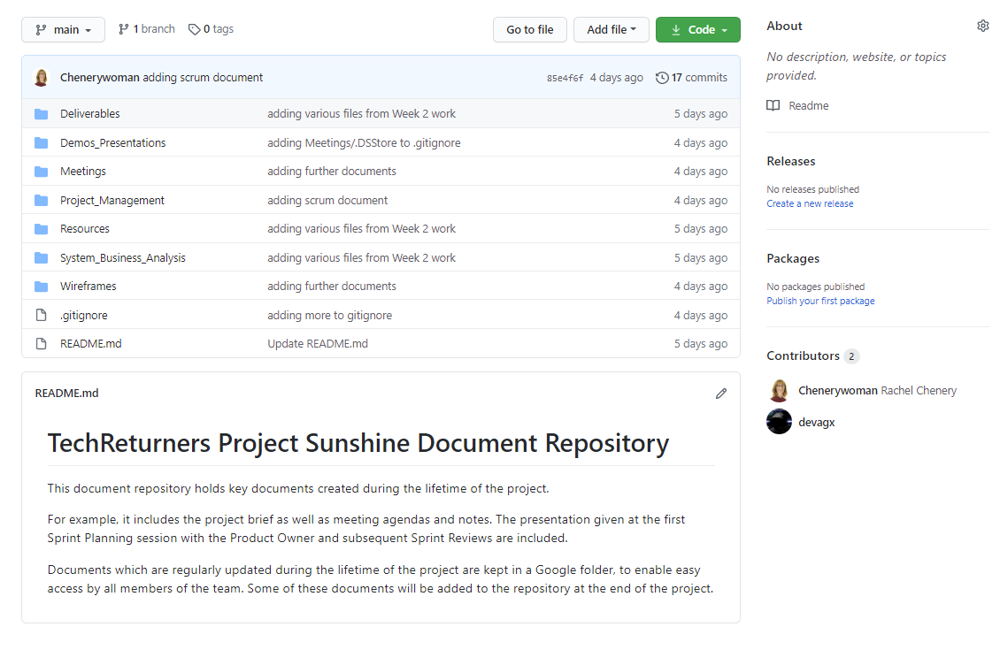 main
1 branch
0 tags
Go to file
Add file
Code
Chenerywoman adding scrum document
85e4f6f 4 days ago
17 commits
Deliverables adding various files from Week 2 work 5 days ago
Demos_Presentations adding Meetings/.DSStore to .gitignore 4 days ago
Meetings adding further documents 4 days ago
Project_Management adding scrum document 4 days ago
Resources adding various files from Week 2 work 5 days ago
System_Business_Analysis adding various files from Week 2 work 5 days ago
Wireframes adding further documents 4 days ago
.gitignore adding more to gitignore 4 days ago
README.md Update README.md 5 days ago
README.md
TechReturners Project Sunshine Document Repository
This document repository holds key documents created during the lifetime of the project.
For example, it includes the project brief as well as meeting agendas and notes. The presentation given at the first
Sprint Planning session with the Product Owner and subsequent Sprint Reviews are included.
Documents which are regularly updated during the lifetime of the project are kept in a Google folder, to enable easy
access by all members of the team. Some of these documents will be added to the repository at the end of the project.
About
No description, website, or topics
provided.
Readme
Releases
No releases published
Create a new release
Packages
No packages published
Publish your first package
Contributors 2
Chenerywoman Rachel Chenery
devagx